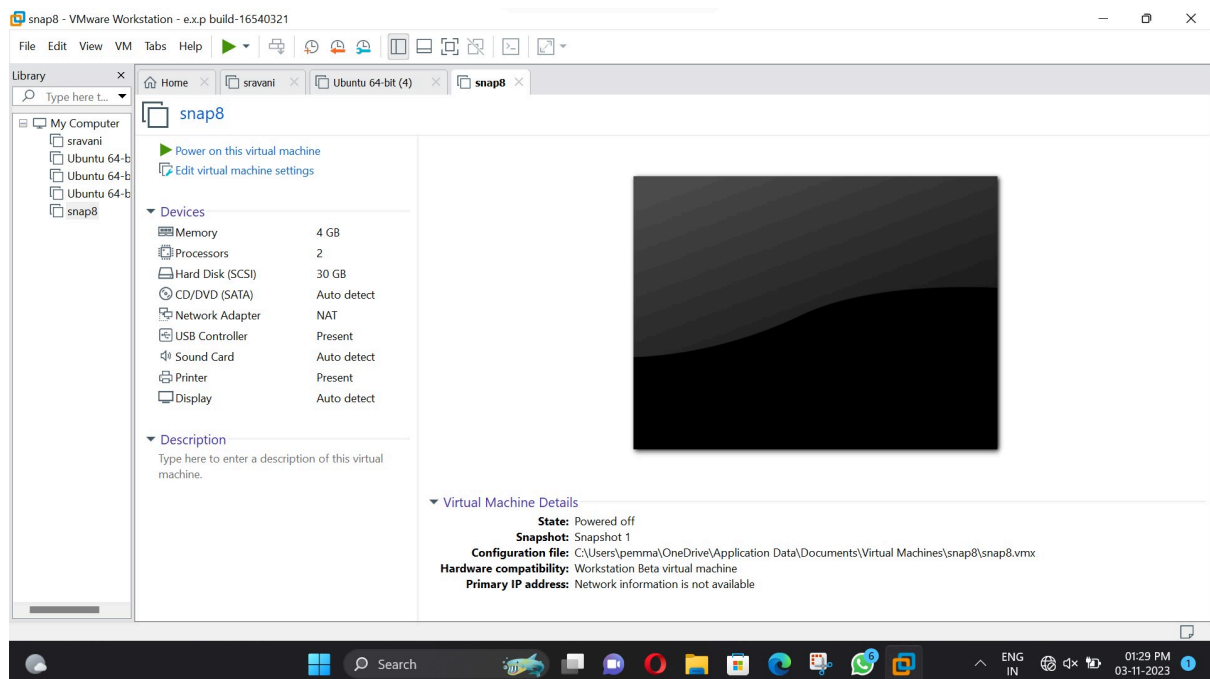 snap8 - VMware Workstation - e.x.p build-16540321
File Edit View VM Tabs Help
Library
Type here t...
My Computer
sravani
Ubuntu 64-b
Ubuntu 64-b
Ubuntu 64-b
snap8
Home
sravani
Ubuntu 64-bit (4)
snap8
snap8
Power on this virtual machine
Edit virtual machine settings
Devices
Memory 4 GB
Processors 2
Hard Disk (SCSI) 30 GB
CD/DVD (SATA) Auto detect
Network Adapter NAT
USB Controller Present
Sound Card Auto detect
Printer Present
Display Auto detect
Description
Type here to enter a description of this virtual
machine.
Virtual Machine Details
State: Powered off
Snapshot: Snapshot 1
Configuration file: C:\Users\pemma\OneDrive\Application Data\Documents\Virtual Machines\snap8\snap8.vmx
Hardware compatibility: Workstation Beta virtual machine
Primary IP address: Network information is not available
Search
6
ENG
IN
01:29 PM
03-11-2023
1